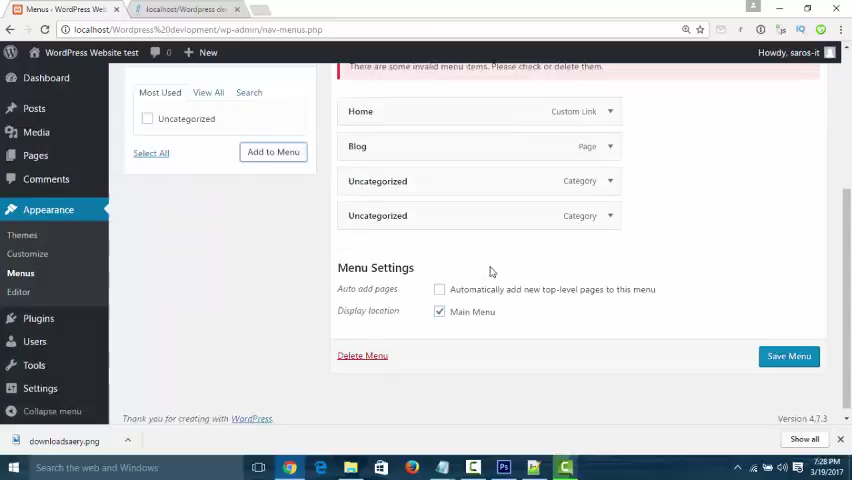 Menus ‹ WordPress Web
localhost/Wordpress de
localhost/Wordpress%20devlopment/wp-admin/nav-menus.php
WordPress Website test
0
New
Howdy, saros-it
Dashboard
Posts
Media
Pages
Comments
Appearance
Themes
Customize
Menus
Editor
Plugins
Users
Tools
Settings
Collapse menu
Most Used
View All
Search
Uncategorized
Select All
Add to Menu
There are some invalid menu items. Please check or delete them.
Home
Custom Link
Blog
Page
Uncategorized
Category
Uncategorized
Category
Menu Settings
Auto add pages
Automatically add new top-level pages to this menu
Display location
Main Menu
Delete Menu
Save Menu
Thank you for creating with WordPress.
Version 4.7.3
downloadsaery.png
Show all
Search the web and Windows
7:28 PM
3/19/2017